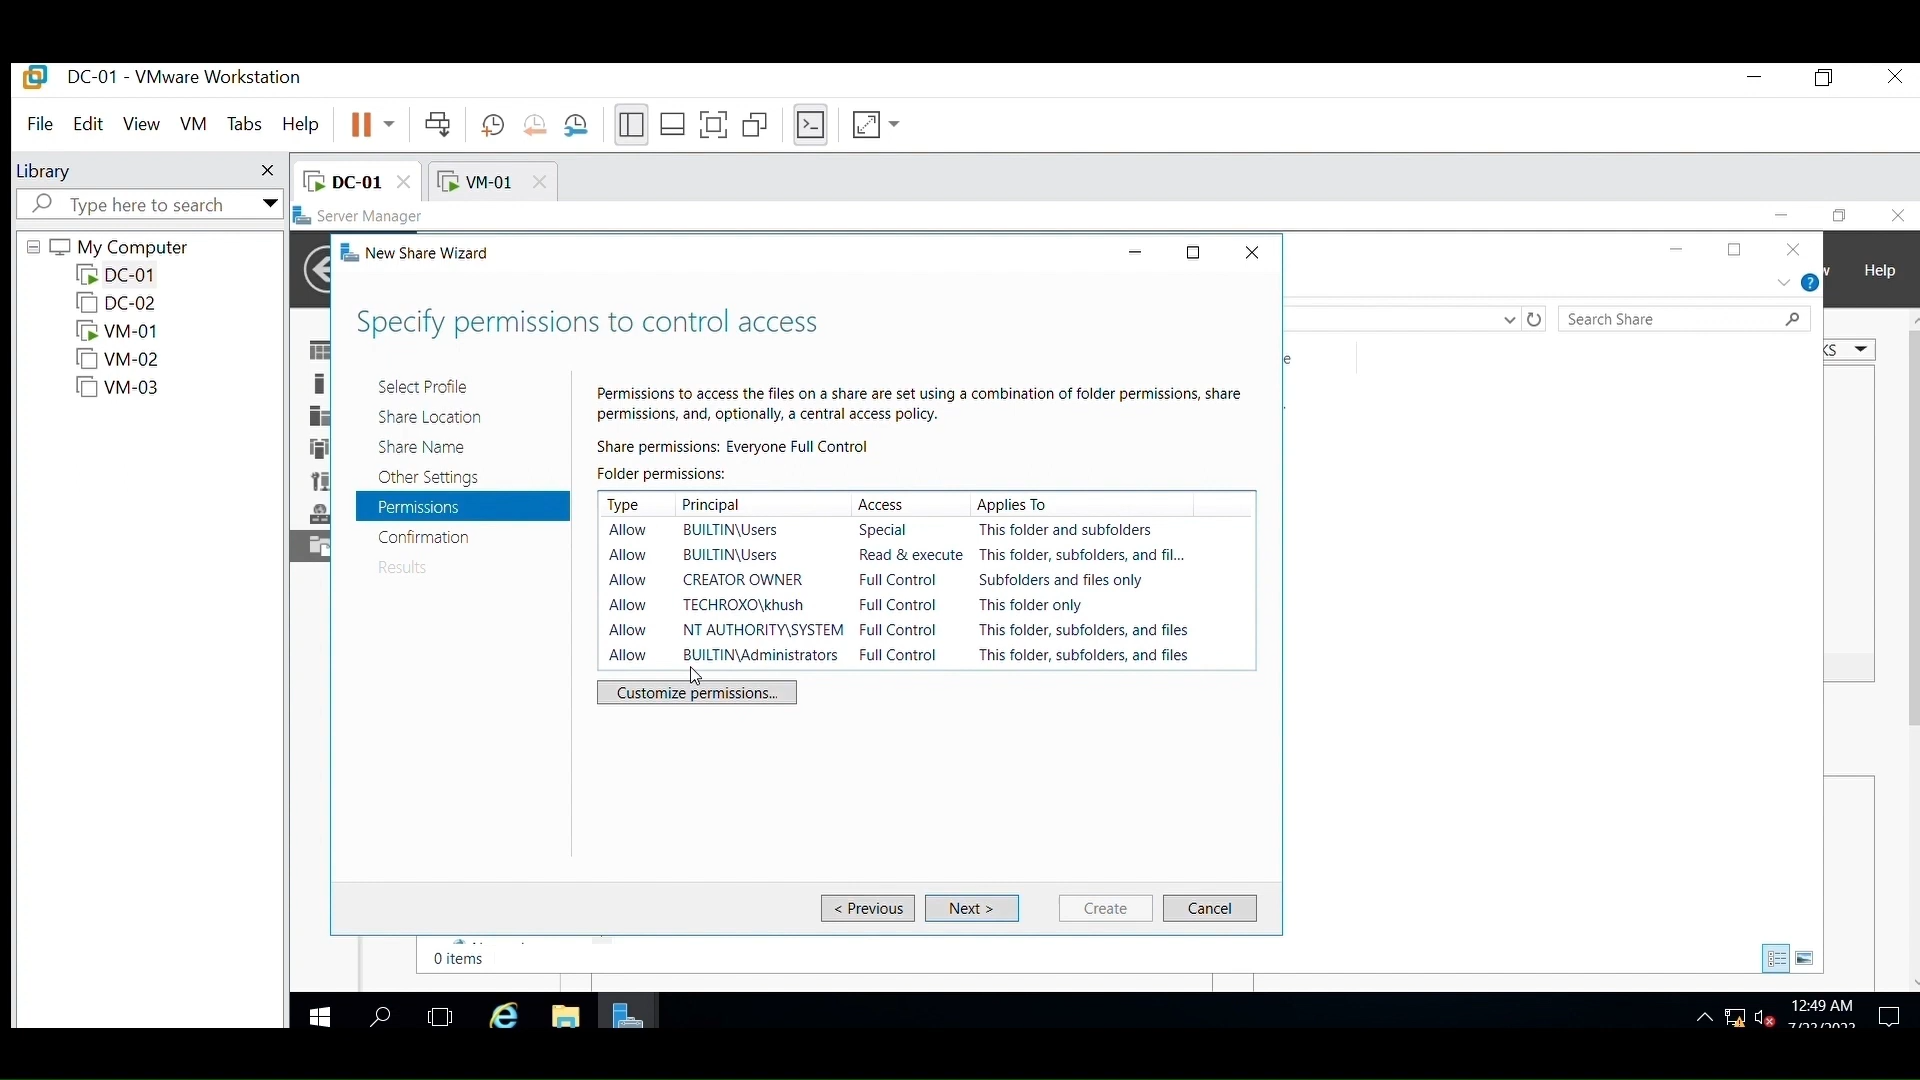 DC-01 - VMware Workstation
File Edit View VM Tabs Help
Library
Type here to search
My Computer
DC-01
DC-02
VM-01
VM-02
VM-03
DC-01
VM-01
Server Manager
Help
New Share Wizard
Search Share
Specify permissions to control access
Select Profile
Share Location
Share Name
Other Settings
Permissions
Confirmation
Results
Permissions to access the files on a share are set using a combination of folder permissions, share
permissions, and, optionally, a central access policy.
Share permissions: Everyone Full Control
Folder permissions:
Type Principal Access Applies To
Allow BUILTIN\Users Special This folder and subfolders
Allow BUILTIN\Users Read & execute This folder, subfolders, and fil...
Allow CREATOR OWNER Full Control Subfolders and files only
Allow TECHROXO\khush Full Control This folder only
Allow NT AUTHORITY\SYSTEM Full Control This folder, subfolders, and files
Allow BUILTIN\Administrators Full Control This folder, subfolders, and files
Customize permissions...
< Previous Next > Create Cancel
0 items
12:49 AM